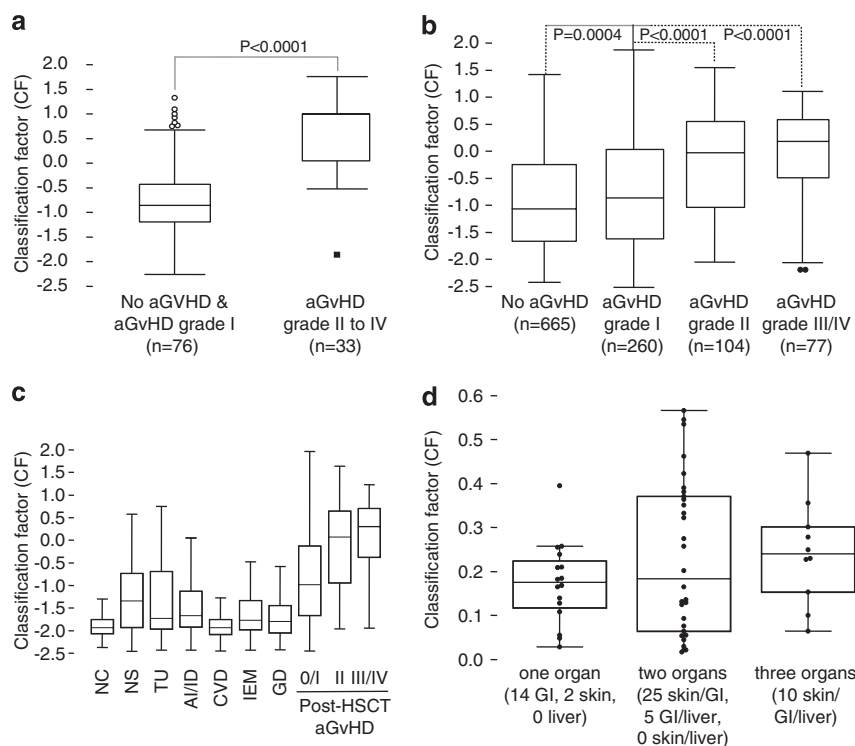 a
P<0.0001
Classification factor (CF)
2.0
1.5
1.0
0.5
0.0
-0.5
-1.0
-1.5
-2.0
-2.5
No aGVHD &
aGvHD grade I
(n=76)
aGvHD
grade II to IV
(n=33)
b
P=0.0004
P<0.0001
P<0.0001
Classification factor (CF)
2.0
1.5
1.0
0.5
0.0
-0.5
-1.0
-1.5
-2.0
-2.5
No aGvHD
(n=665)
aGvHD
grade I
(n=260)
aGvHD
grade II
(n=104)
aGvHD
grade III/IV
(n=77)
c
Classification factor (CF)
2.0
1.5
1.0
0.5
0.0
-0.5
-1.0
-1.5
-2.0
-2.5
NC
NS
TU
AI/ID
CVD
IEM
GD
0/I
II
III/IV
Post-HSCT
aGvHD
d
Classification factor (CF)
0.6
0.5
0.4
0.3
0.2
0.1
0.0
one organ
(14 GI, 2 skin,
0 liver)
two organs
(25 skin/GI,
5 GI/liver,
0 skin/liver)
three organs
(10 skin/
GI/liver)